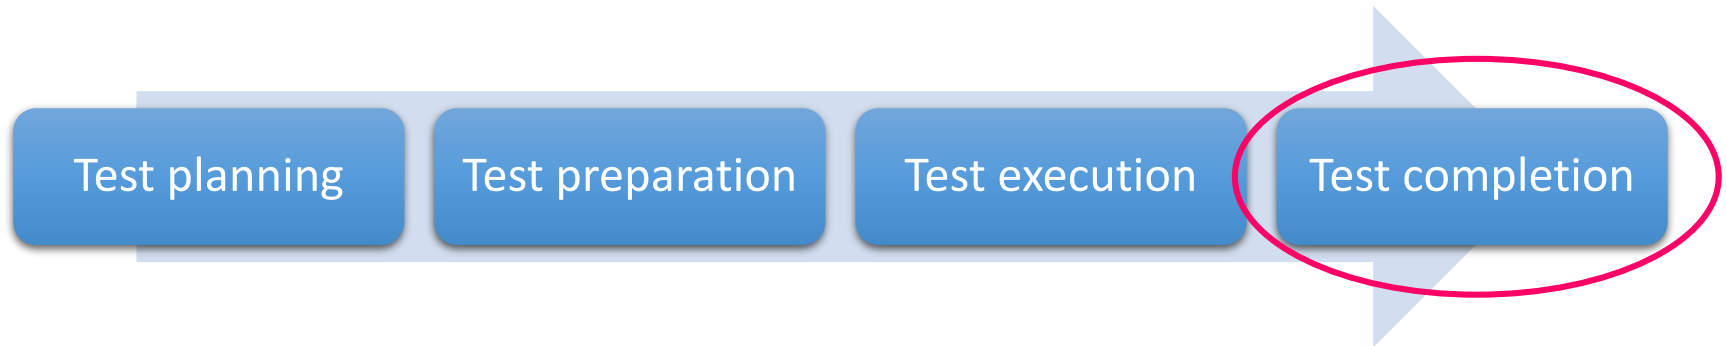 Test planning
Test preparation
Test execution
Test completion